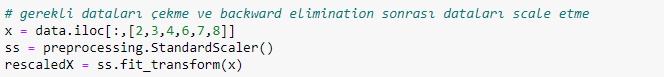 # gerekli dataları çekme ve backward elimination sonrası dataları scale etme
x = data.iloc[:,[2,3,4,6,7,8]]
ss = preprocessing.StandardScaler()
rescaledX = ss.fit_transform(x)